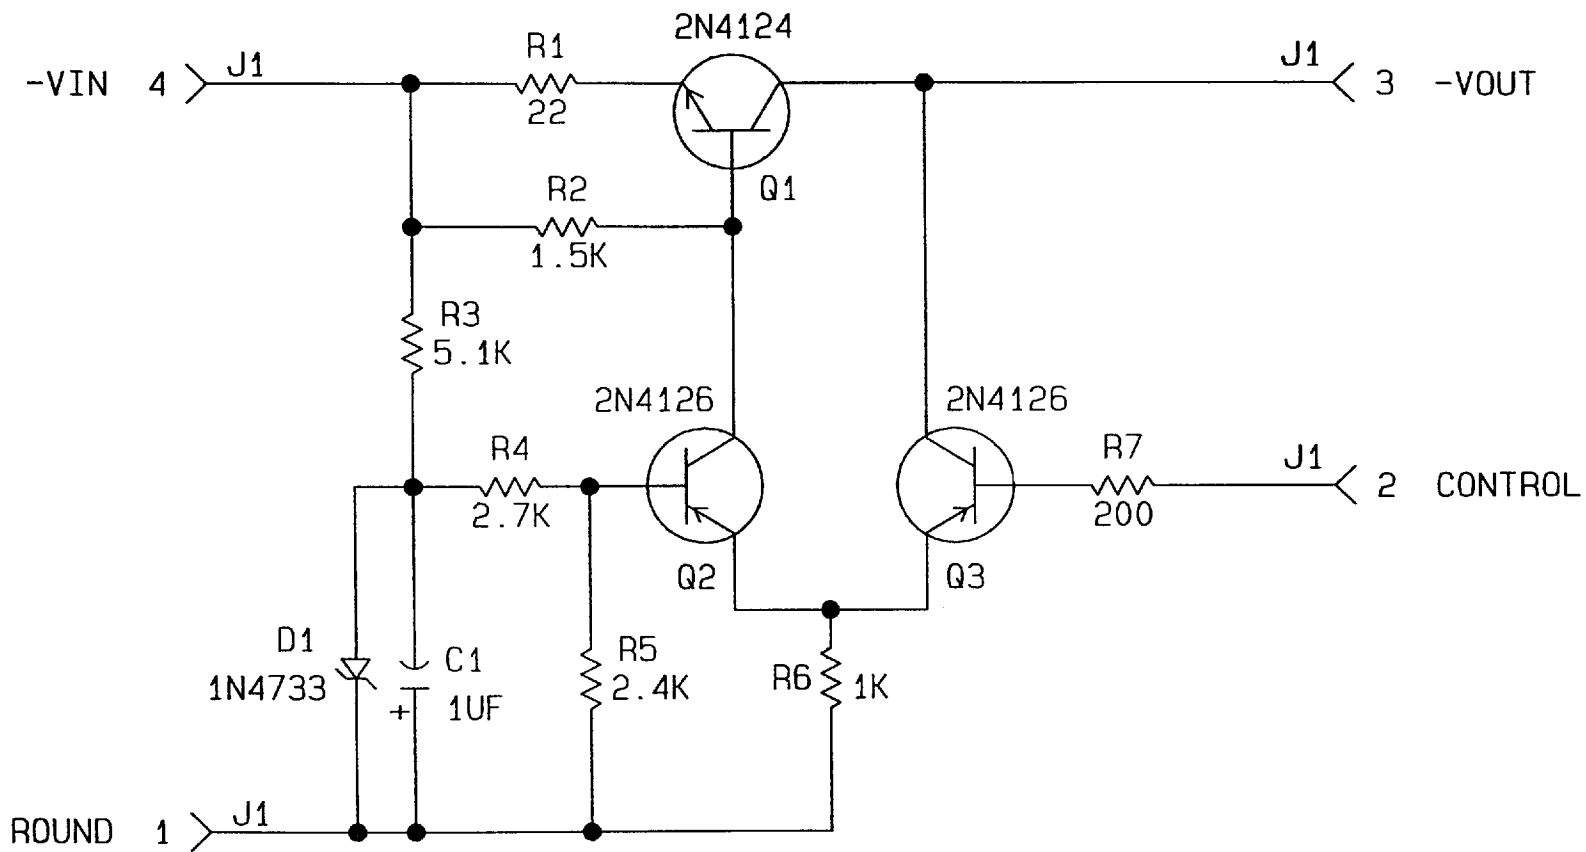 2N4124
-VIN 4 J1
R1
22
J1 3 -VOUT
Q1
R2
1.5K
R3
5.1K
2N4126
2N4126
R4
2.7K
R7
200
J1 2 CONTROL
Q2
Q3
D1
1N4733
C1
+ 1UF
R5
2.4K
R6 1K
ROUND 1 J1